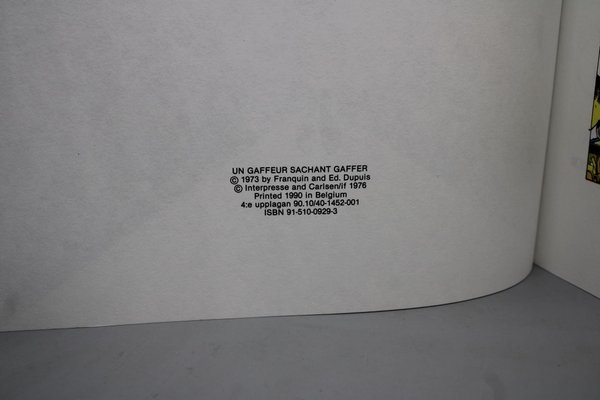 UN GAFFEUR SACHANT GAFFER
© 1973 by Franquin and Ed. Dupuis
© Interpresse and Carlsen/if 1976
Printed 1990 in Belgium
4:e upplagan 90.10/40-1452-001
ISBN 91-510-0929-3